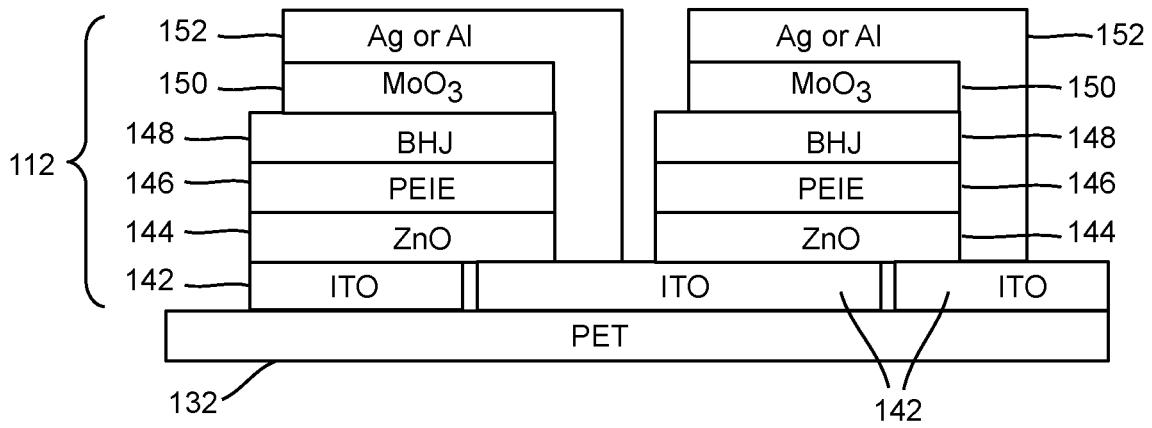 152 Ag or Al Ag or Al 152
150 MoO3 MoO3 150
148 BHJ BHJ 148
112
146 PEIE PEIE 146
144 ZnO ZnO 144
142 ITO ITO ITO
PET
132 142